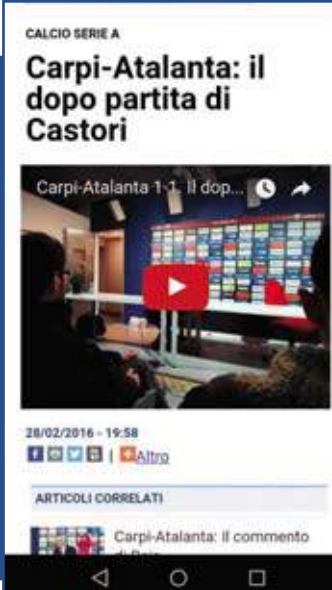 CALCIO SERIE A
Carpi-Atalanta: il
dopo partita di
Castori
Carpi-Atalanta 1-1. Il dop...
28/02/2016 - 19:58
| Altro
ARTICOLI CORRELATI
Carpi-Atalanta: Il commento
di